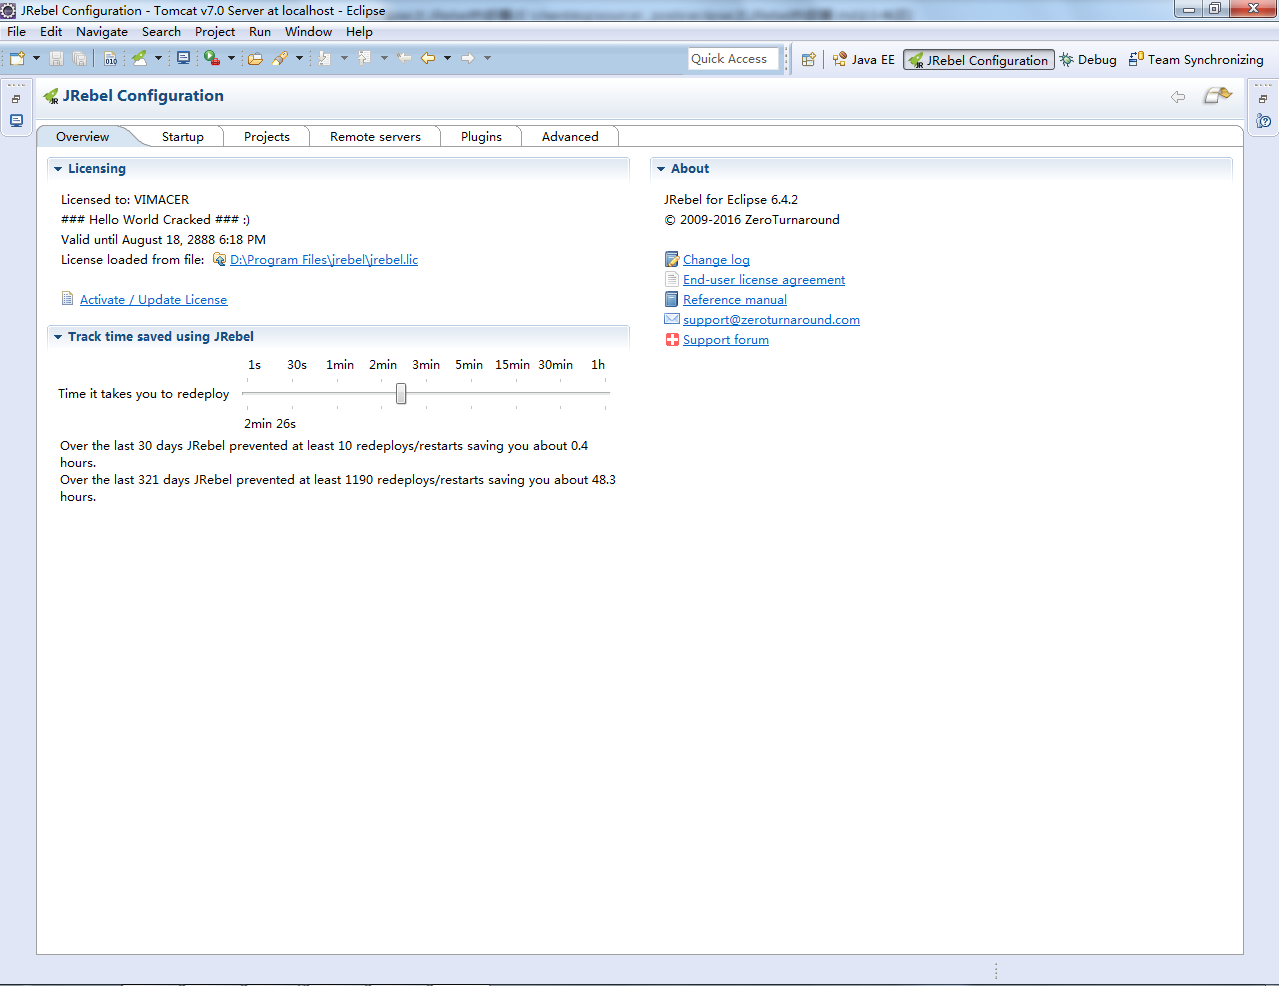 JRebel Configuration - Tomcat v7.0 Server at localhost - Eclipse
File Edit Navigate Search Project Run Window Help
Quick Access
Java EE
JRebel Configuration
Debug
Team Synchronizing
JRebel Configuration
Overview Startup Projects Remote servers Plugins Advanced
Licensing
Licensed to: VIMACER
### Hello World Cracked ### :)
Valid until August 18, 2888 6:18 PM
License loaded from file: D:\Program Files\jrebel\jrebel.lic
Activate / Update License
Track time saved using JRebel
1s 30s 1min 2min 3min 5min 15min 30min 1h
Time it takes you to redeploy
2min 26s
Over the last 30 days JRebel prevented at least 10 redeploys/restarts saving you about 0.4
hours.
Over the last 321 days JRebel prevented at least 1190 redeploys/restarts saving you about 48.3
hours.
About
JRebel for Eclipse 6.4.2
© 2009-2016 ZeroTurnaround
Change log
End-user license agreement
Reference manual
support@zeroturnaround.com
Support forum